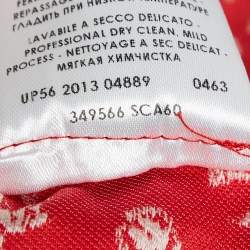 ГЛАДИТЬ ПРИ НИЗКОЙ ТЕМПЕРАТУРЕ
LAVABILE A SECCO DELICATO -
PROFESSIONAL DRY CLEAN, MILD
PROCESS - NETTOYAGE A SEC DELICAT -
МЯГКАЯ ХИМЧИСТКА
UP56 2013 04889 0463
349566 SCA60